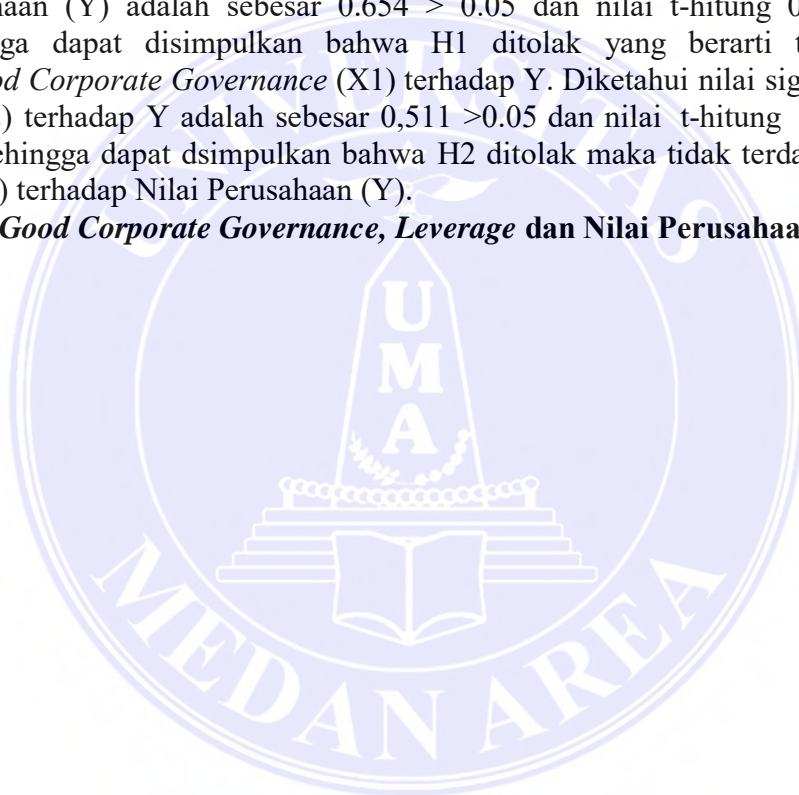 haan (Y) adalah sebesar 0.654 > 0.05 dan nilai t-hitung 0
ga dapat disimpulkan bahwa H1 ditolak yang berarti t
od Corporate Governance (X1) terhadap Y. Diketahui nilai sig
) terhadap Y adalah sebesar 0,511 >0.05 dan nilai t-hitung
ehingga dapat dsimpulkan bahwa H2 ditolak maka tidak terda
) terhadap Nilai Perusahaan (Y).
Good Corporate Governance, Leverage dan Nilai Perusahaa
UNIVERSITAS
U
M
A
MEDAN AREA